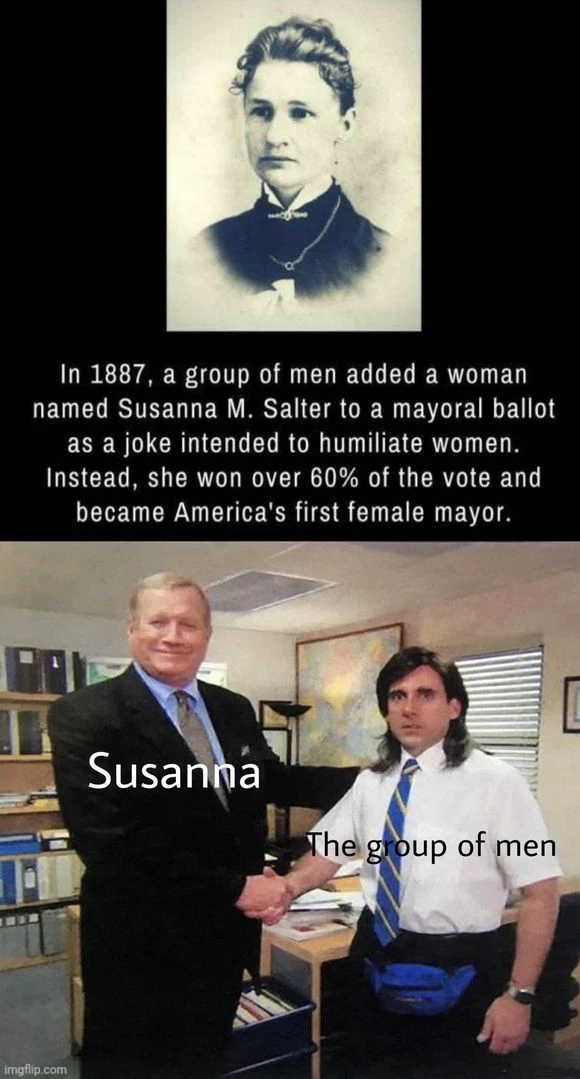 In 1887, a group of men added a woman
named Susanna M. Salter to a mayoral ballot
as a joke intended to humiliate women.
Instead, she won over 60% of the vote and
became America's first female mayor.
Susanna
The group of men
imgflip.com